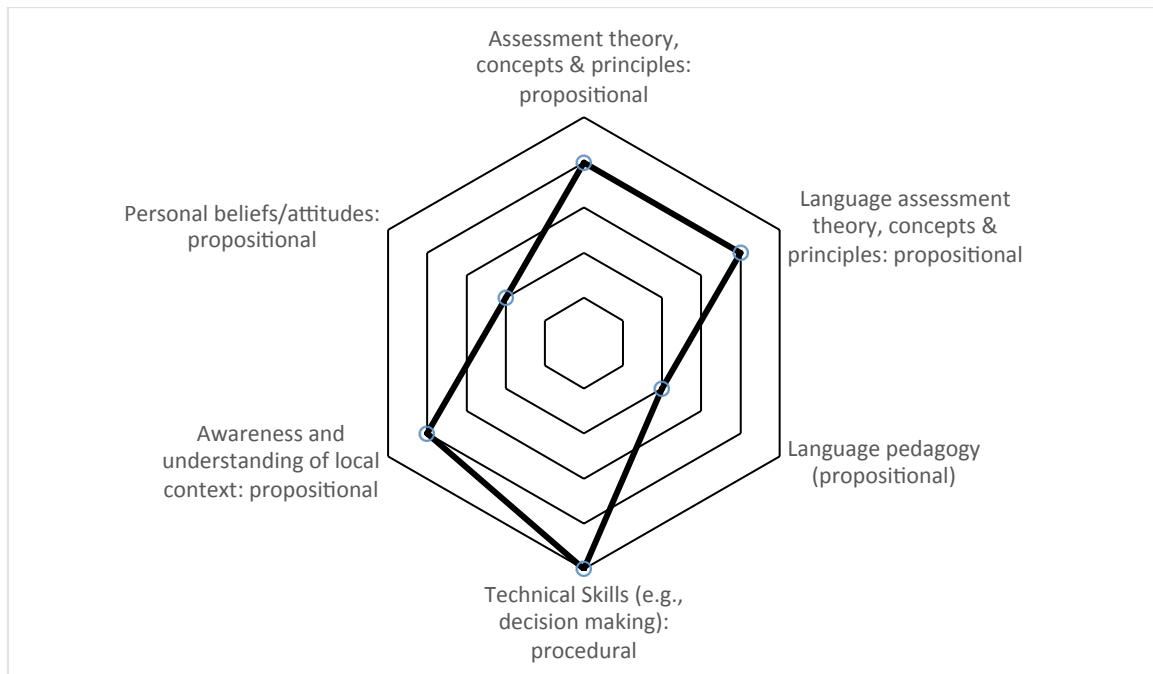 Assessment theory,
concepts & principles:
propositional
Language assessment
theory, concepts &
principles: propositional
Language pedagogy
(propositional)
Technical Skills (e.g.,
decision making):
procedural
Awareness and
understanding of local
context: propositional
Personal beliefs/attitudes:
propositional